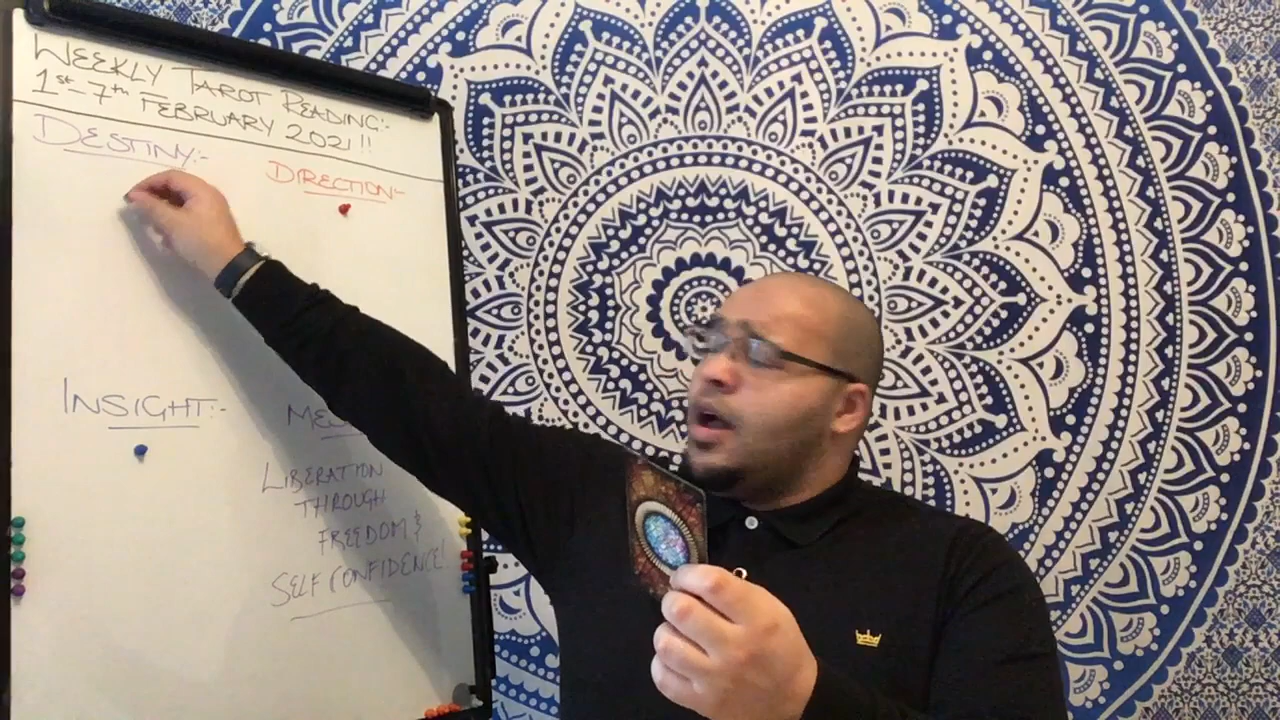 WEEKLY TAROT READING:-
1st-7th FEBRUARY 2021!!
DESTINY:-
DIRECTION-
INSIGHT:-
LIBERATION
THROUGH
FREEDOM &
SELF CONFIDENCE!